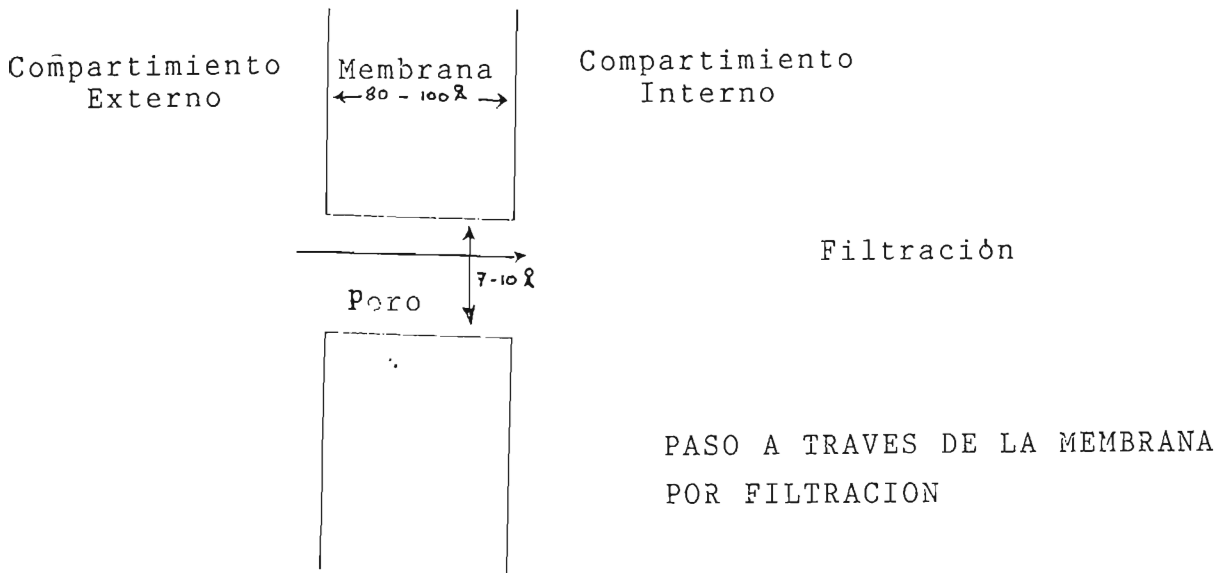 Compartimiento
Externo
Membrana
80 - 100 Å
Compartimiento
Interno
Filtración
7-10 Å
Poro
PASO A TRAVES DE LA MEMBRANA
POR FILTRACION